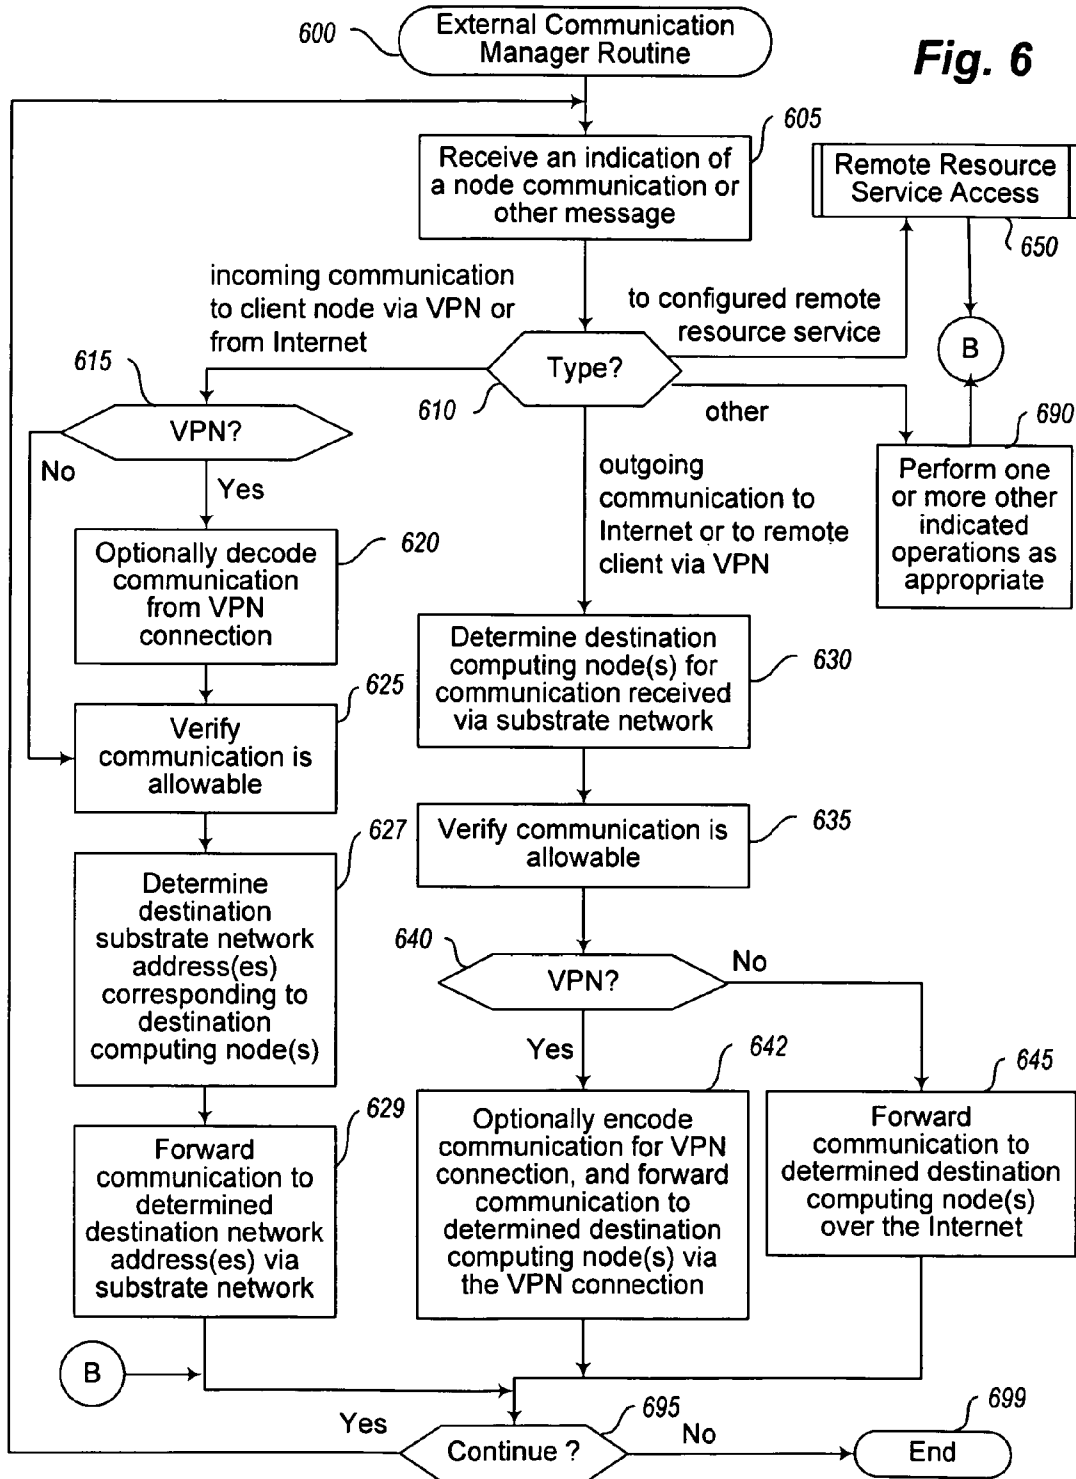 600
External Communication
Manager Routine
Fig. 6
605
Receive an indication of
a node communication or
other message
Remote Resource
Service Access
650
incoming communication
to client node via VPN or
from Internet
to configured remote
resource service
B
615
Type?
610
other
VPN?
No
Yes
690
Perform one
or more other
indicated
operations as
appropriate
outgoing
communication to
Internet or to remote
client via VPN
620
Optionally decode
communication
from VPN
connection
630
Determine destination
computing node(s) for
communication received
via substrate network
625
Verify
communication is
allowable
635
Verify communication is
allowable
627
Determine
destination
substrate network
address(es)
corresponding to
destination
computing node(s)
640
VPN?
No
Yes
642
Optionally encode
communication for VPN
connection, and forward
communication to
determined destination
computing node(s) via
the VPN connection
645
Forward
communication to
determined destination
computing node(s)
over the Internet
629
Forward
communication to
determined
destination network
address(es) via
substrate network
B
Yes
695
Continue ?
No
699
End